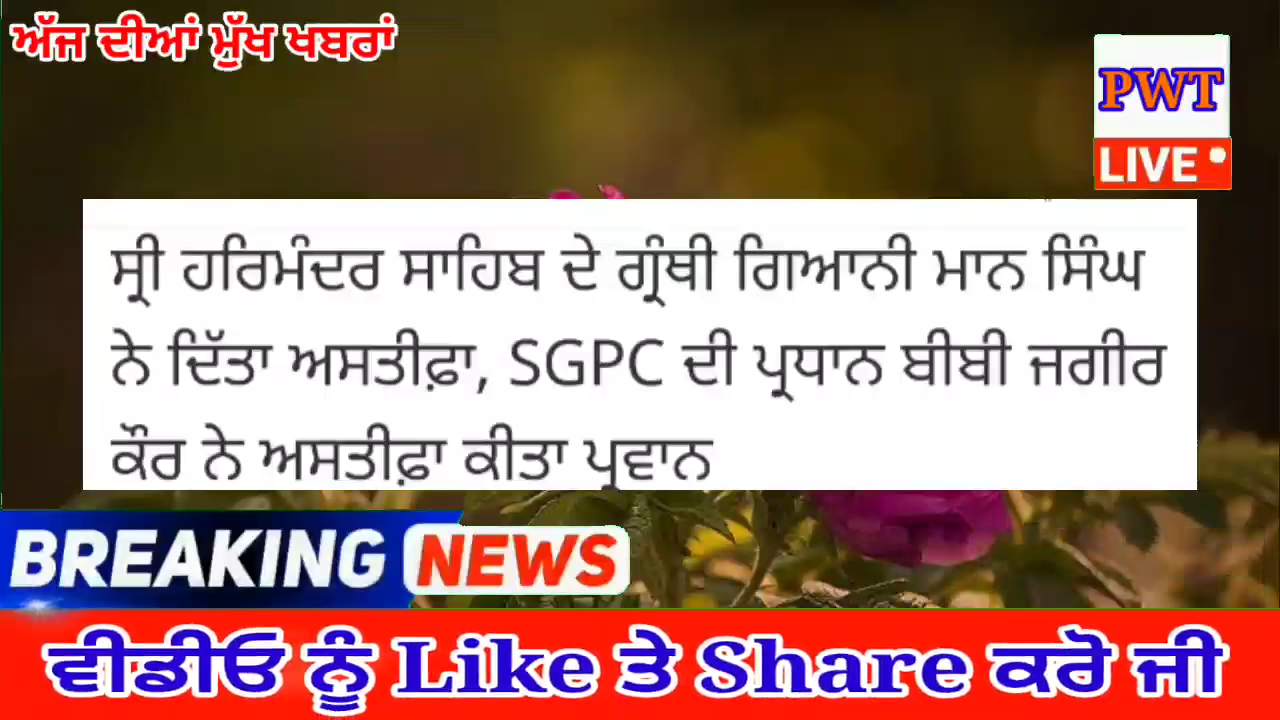 ਅੱਜ ਦੀਆਂ ਮੁੱਖ ਖਬਰਾਂ
PWT
LIVE
ਸ੍ਰੀ ਹਰਿਮੰਦਰ ਸਾਹਿਬ ਦੇ ਗ੍ਰੰਥੀ ਗਿਆਨੀ ਮਾਨ ਸਿੰਘ
ਨੇ ਦਿੱਤਾ ਅਸਤੀਫ਼ਾ, SGPC ਦੀ ਪ੍ਰਧਾਨ ਬੀਬੀ ਜਗੀਰ
ਕੌਰ ਨੇ ਅਸਤੀਫ਼ਾ ਕੀਤਾ ਪ੍ਰਵਾਨ
BREAKING NEWS
ਵੀਡੀਓ ਨੂੰ Like ਤੇ Share ਕਰੋ ਜੀ